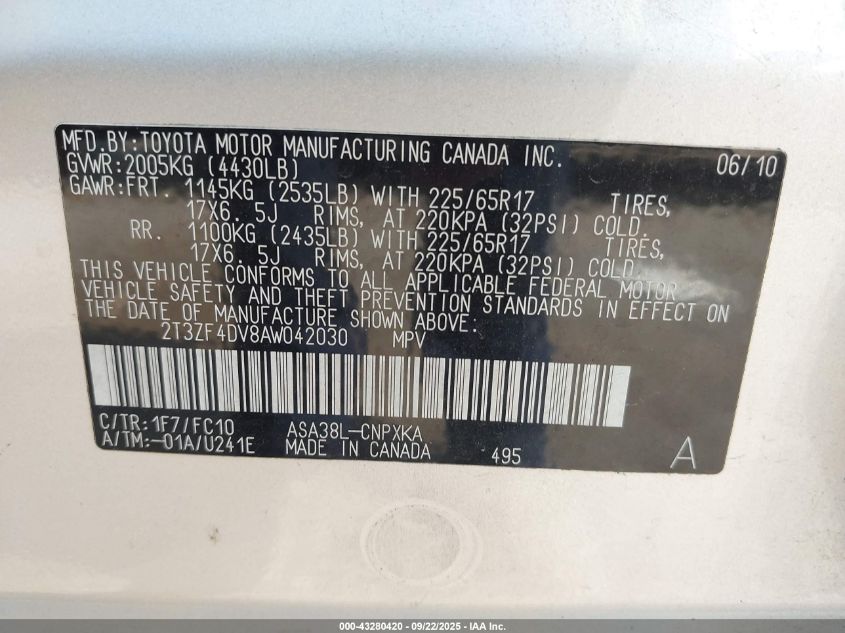 MFD.BY:TOYOTA MOTOR MANUFACTURING CANADA INC. 06/10
GVWR:2005KG (4430LB)
GAWR:FRT. 1145KG (2535LB) WITH 225/65R17 TIRES,
17X6. 5J RIMS, AT 220KPA (32PSI) COLD.
RR. 1100KG (2435LB) WITH 225/65R17 TIRES,
17X6. 5J RIMS, AT 220KPA (32PSI) COLD.
THIS VEHICLE CONFORMS TO ALL APPLICABLE FEDERAL MOTOR
VEHICLE SAFETY AND THEFT PREVENTION STANDARDS IN EFFECT ON
THE DATE OF MANUFACTURE SHOWN ABOVE.
2T3ZF4DV8AW042030 MPV
C/TR:1F7/FC10 ASA38L-CNPXKA
A/TM:-01A/U241E MADE IN CANADA 495 A
000-43280420 - 09/22/2025 - IAA Inc.